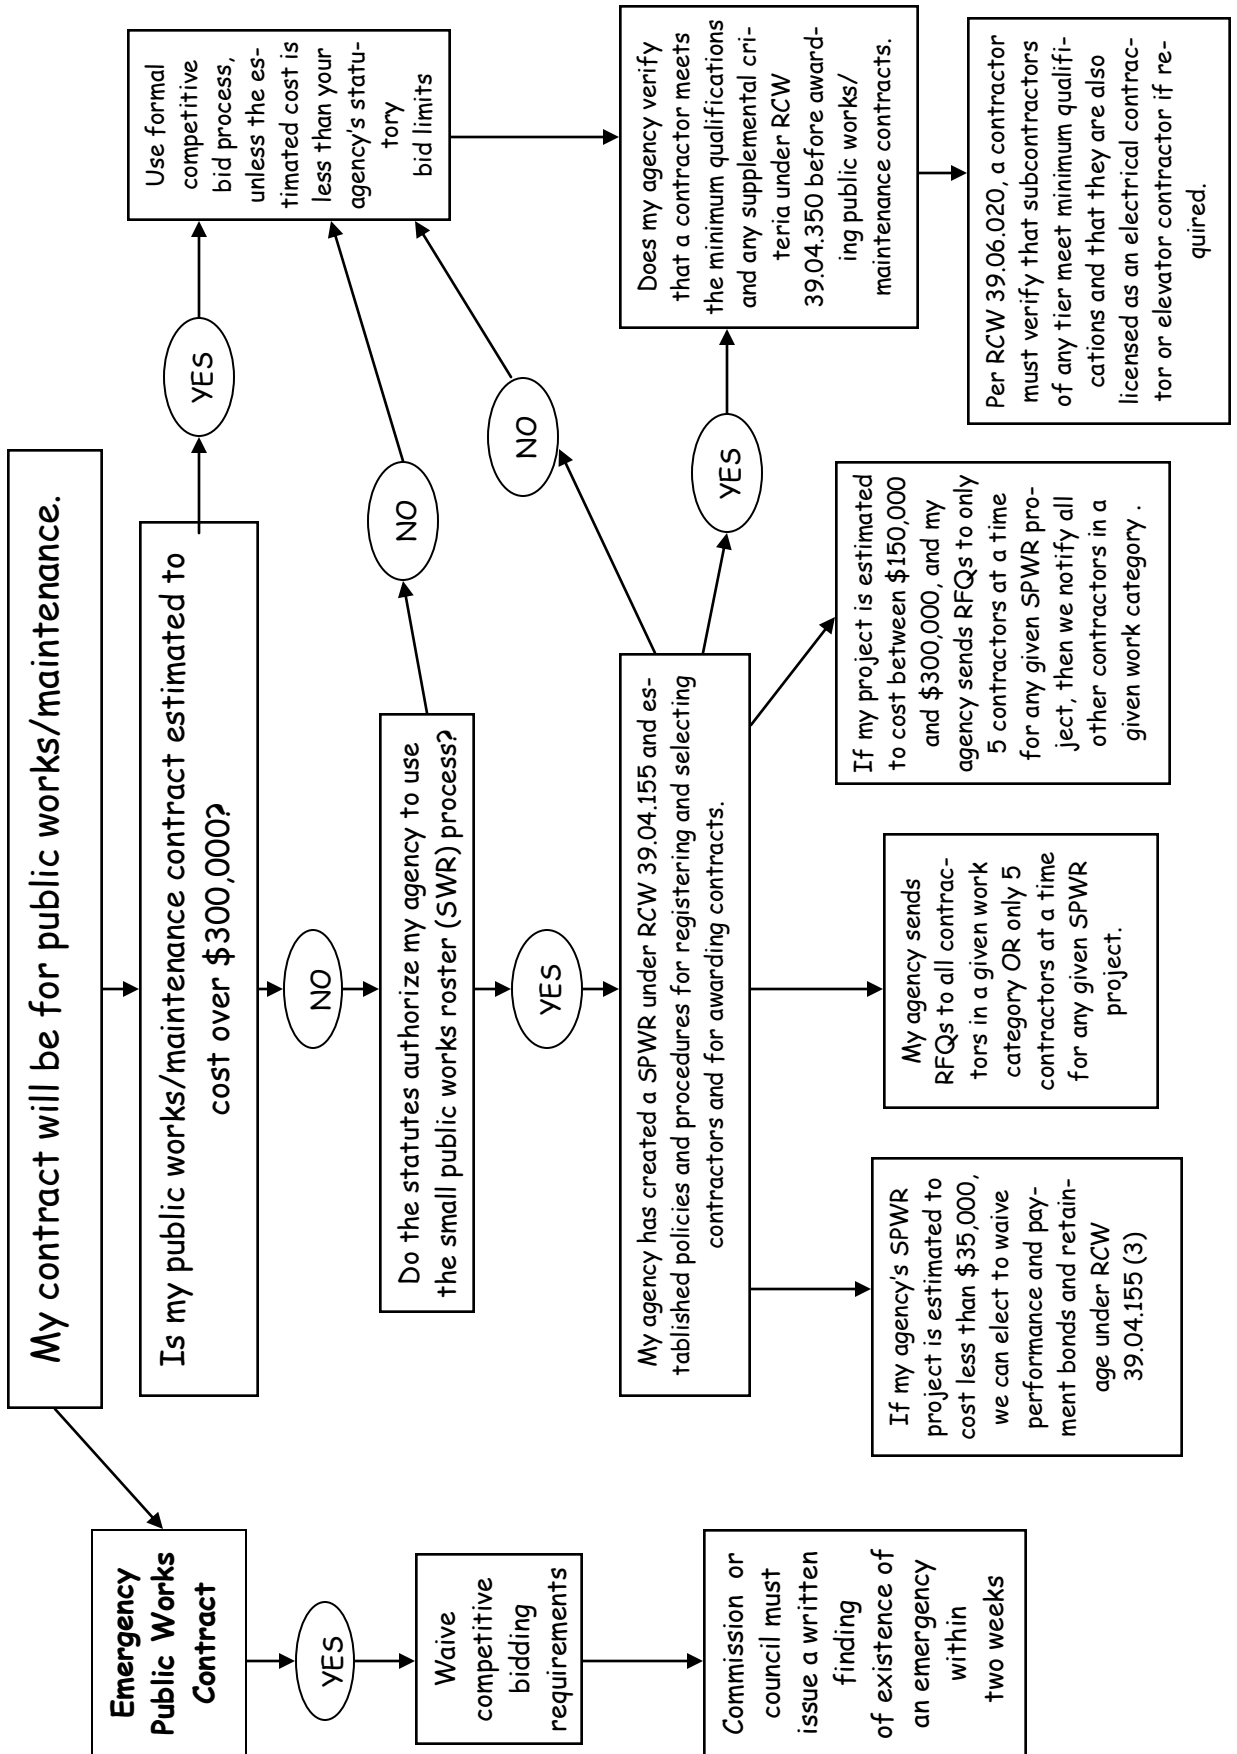 My contract will be for public works/maintenance.
Emergency
Public Works
Contract
Is my public works/maintenance contract estimated to
cost over $300,000?
YES
Use formal
competitive
bid process,
unless the es-
timated cost is
less than your
agency's statu-
tory
bid limits
YES
NO
NO
Waive
competitive
bidding
requirements
Do the statutes authorize my agency to use
the small public works roster (SWR) process?
NO
YES
Commission or
council must
issue a written
finding
of existence of
an emergency
within
two weeks
My agency has created a SPWR under RCW 39.04.155 and es-
tablished policies and procedures for registering and selecting
contractors and for awarding contracts.
YES
Does my agency verify
that a contractor meets
the minimum qualifications
and any supplemental cri-
teria under RCW
39.04.350 before award-
ing public works/
maintenance contracts.
If my agency's SPWR
project is estimated to
cost less than $35,000,
we can elect to waive
performance and pay-
ment bonds and retain-
age under RCW
39.04.155 (3)
My agency sends
RFQs to all contrac-
tors in a given work
category OR only 5
contractors at a time
for any given SPWR
project.
If my project is estimated
to cost between $150,000
and $300,000, and my
agency sends RFQs to only
5 contractors at a time
for any given SPWR pro-
ject, then we notify all
other contractors in a
given work category .
Per RCW 39.06.020, a contractor
must verify that subcontractors
of any tier meet minimum qualifi-
cations and that they are also
licensed as an electrical contrac-
tor or elevator contractor if re-
quired.